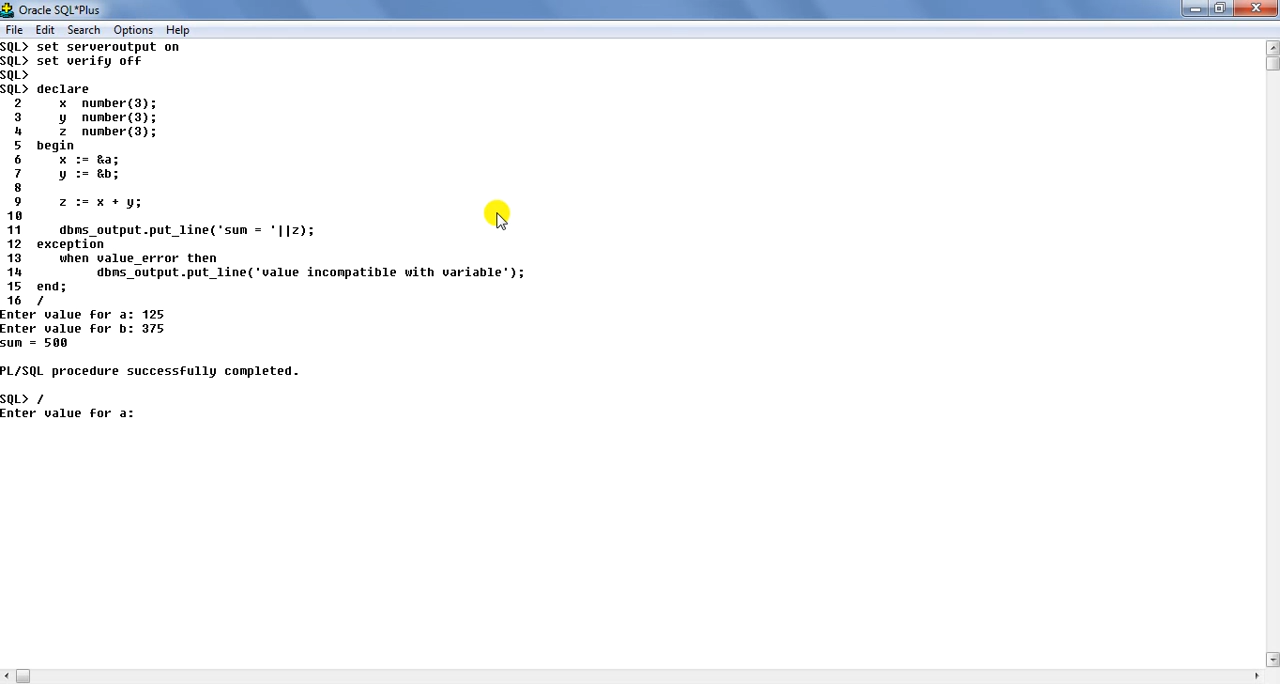 Oracle SQL*Plus
File Edit Search Options Help
SQL> set serveroutput on
SQL> set verify off
SQL>
SQL> declare
2 x number(3);
3 y number(3);
4 z number(3);
5 begin
6 x := &a;
7 y := &b;
8
9 z := x + y;
10
11 dbms_output.put_line('sum = '||z);
12 exception
13 when value_error then
14 dbms_output.put_line('value incompatible with variable');
15 end;
16 /
Enter value for a: 125
Enter value for b: 375
sum = 500
PL/SQL procedure successfully completed.
SQL> /
Enter value for a: